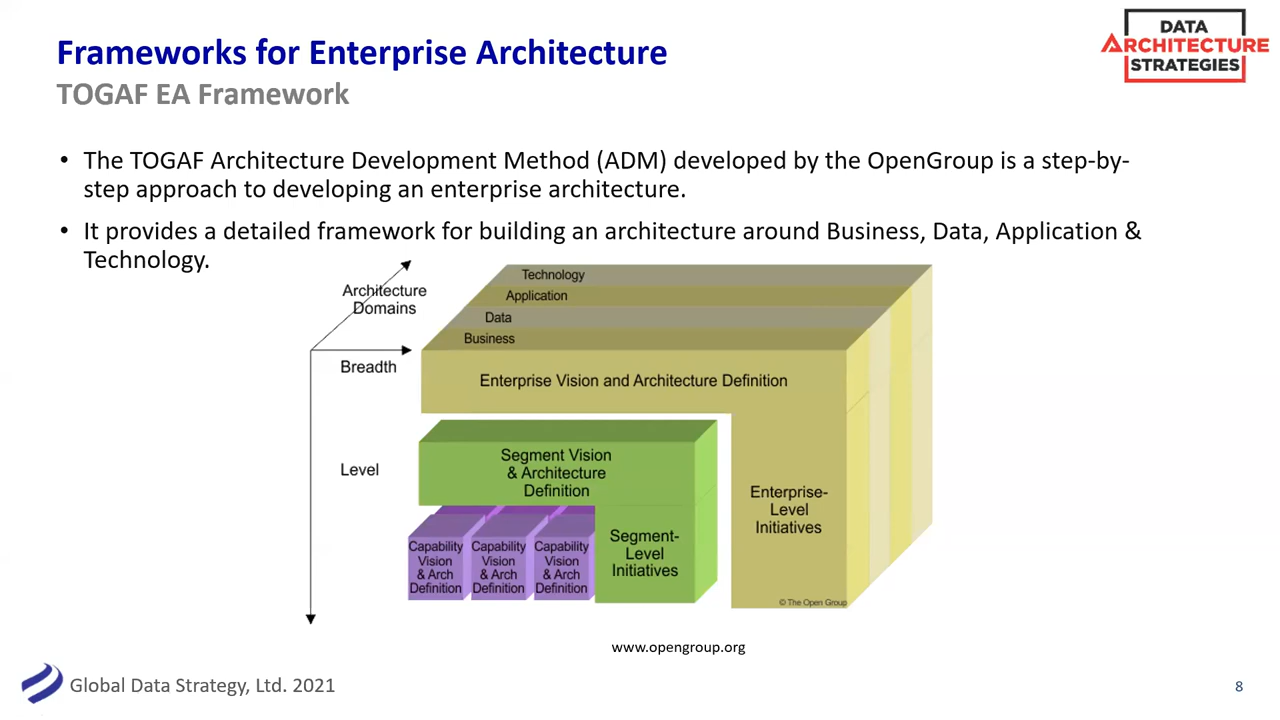 Frameworks for Enterprise Architecture
TOGAF EA Framework
DATA
ARCHITECTURE
STRATEGIES
• The TOGAF Architecture Development Method (ADM) developed by the OpenGroup is a step-by-
step approach to developing an enterprise architecture.
• It provides a detailed framework for building an architecture around Business, Data, Application &
Technology.
Architecture
Domains
Breadth
Level
Technology
Application
Data
Business
Enterprise Vision and Architecture Definition
Segment Vision
& Architecture
Definition
Enterprise-
Level
Initiatives
Segment-
Level
Initiatives
Capability
Vision
& Arch
Definition
Capability
Vision
& Arch
Definition
Capability
Vision
& Arch
Definition
© The Open Group
www.opengroup.org
Global Data Strategy, Ltd. 2021
8